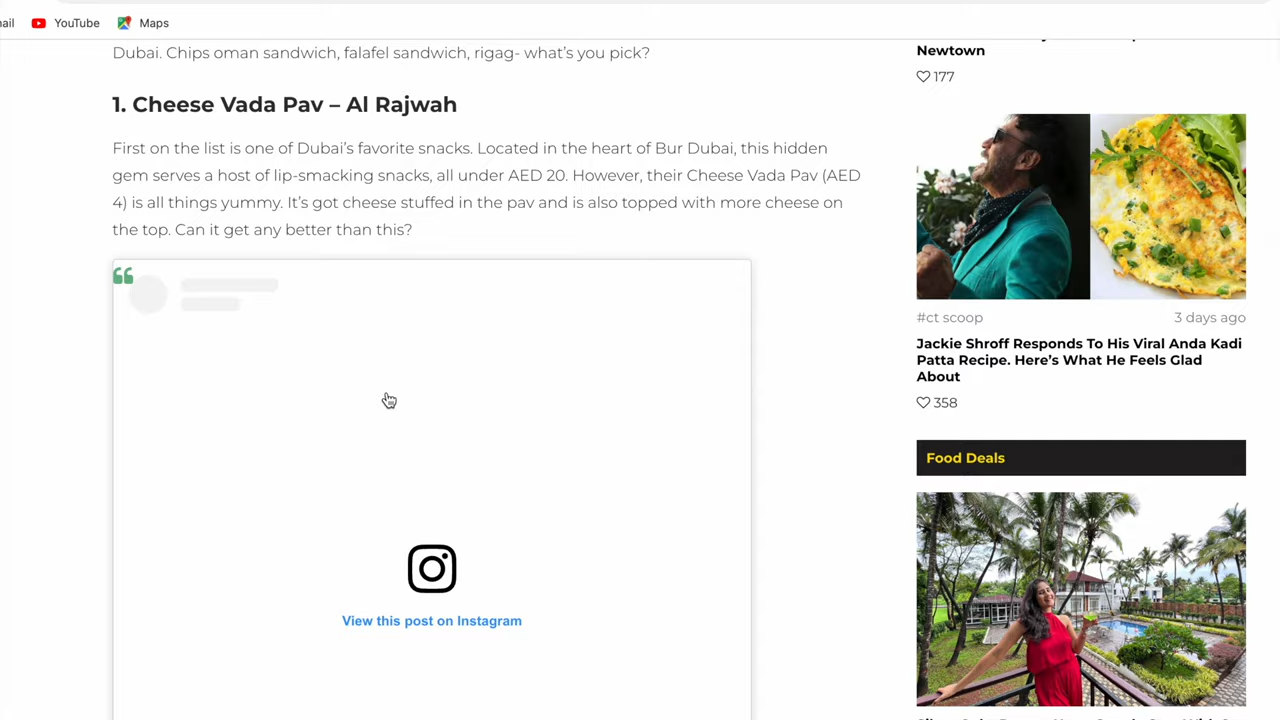 YouTube
Maps
Dubai. Chips oman sandwich, falafel sandwich, rigag- what’s you pick?
1. Cheese Vada Pav – Al Rajwah
First on the list is one of Dubai’s favorite snacks. Located in the heart of Bur Dubai, this hidden
gem serves a host of lip-smacking snacks, all under AED 20. However, their Cheese Vada Pav (AED
4) is all things yummy. It’s got cheese stuffed in the pav and is also topped with more cheese on
the top. Can it get any better than this?
View this post on Instagram
Newtown
177
#ct scoop
3 days ago
Jackie Shroff Responds To His Viral Anda Kadi
Patta Recipe. Here’s What He Feels Glad
About
358
Food Deals